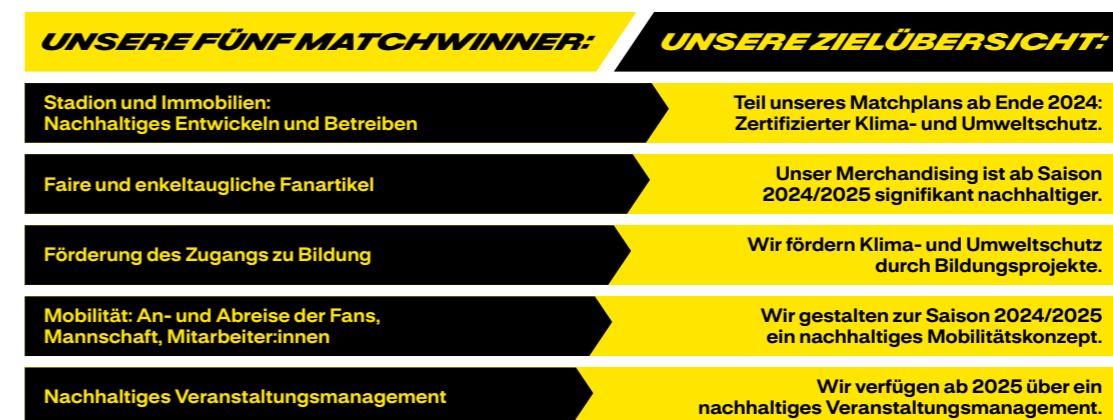 UNSERE FÜNF MATCHWINNER:
UNSERE ZIELÜBERSICHT:
Stadion und Immobilien:
Nachhaltiges Entwickeln und Betreiben
Teil unseres Matchplans ab Ende 2024:
Zertifizierter Klima- und Umweltschutz.
Faire und enkeltaugliche Fanartikel
Unser Merchandising ist ab Saison
2024/2025 signifikant nachhaltiger.
Förderung des Zugangs zu Bildung
Wir fördern Klima- und Umweltschutz
durch Bildungsprojekte.
Mobilität: An- und Abreise der Fans,
Mannschaft, Mitarbeiter:innen
Wir gestalten zur Saison 2024/2025
ein nachhaltiges Mobilitätskonzept.
Nachhaltiges Veranstaltungsmanagement
Wir verfügen ab 2025 über ein
nachhaltiges Veranstaltungsmanagement.